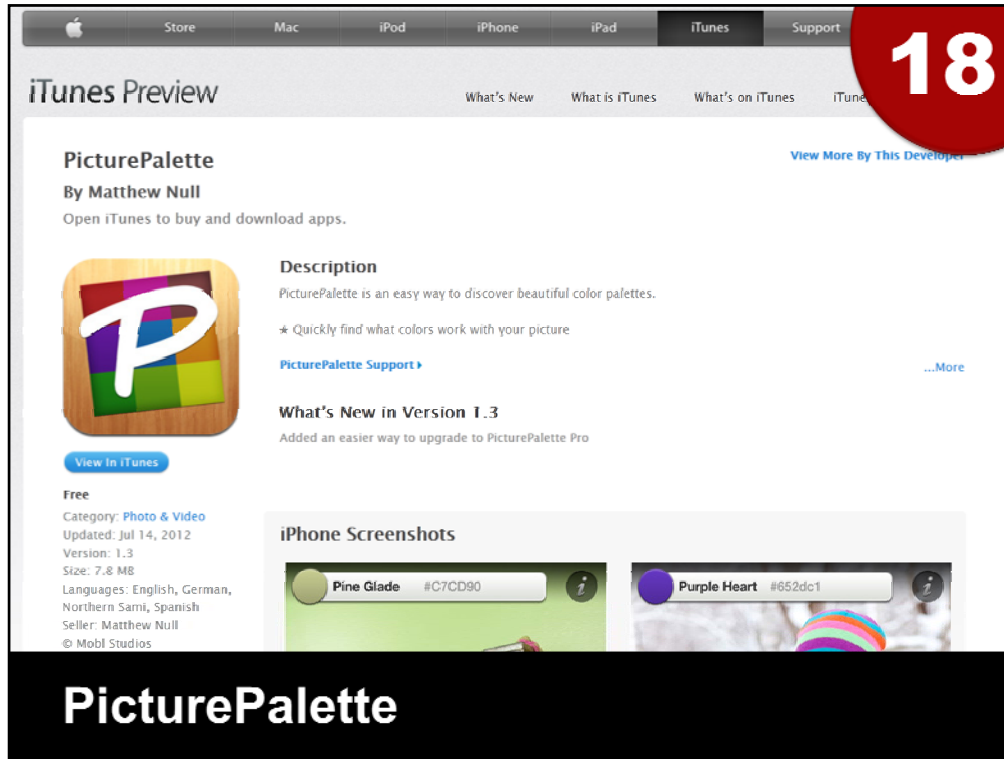 Store Mac iPod iPhone iPad iTunes Support
18
iTunes Preview
What's New What is iTunes What's on iTunes
PicturePalette
View More By This Developer
By Matthew Null
Open iTunes to buy and download apps.
P
Description
PicturePalette is an easy way to discover beautiful color palettes.
★ Quickly find what colors work with your picture
PicturePalette Support
...More
What's New in Version 1.3
Added an easier way to upgrade to PicturePalette Pro
View In iTunes
Free
Category: Photo & Video
Updated: Jul 14, 2012
Version: 1.3
Size: 7.8 MB
Languages: English, German,
Northern Sami, Spanish
Seller: Matthew Null
© Mobl Studios
iPhone Screenshots
Pine Glade #C7CD90 i
Purple Heart #652dc1 i
PicturePalette